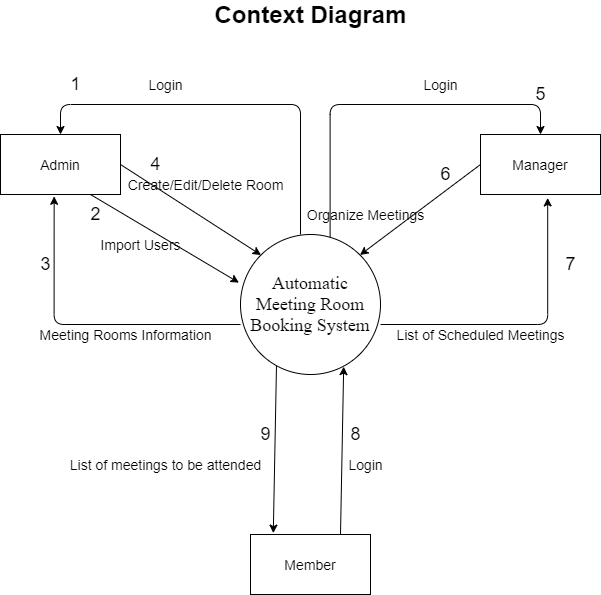 Context Diagram
1
Login
Login
5
Admin
4
Create/Edit/Delete Room
6
Manager
2
Organize Meetings
Import Users
3
7
Automatic
Meeting Room
Booking System
Meeting Rooms Information
List of Scheduled Meetings
9
8
List of meetings to be attended
Login
Member